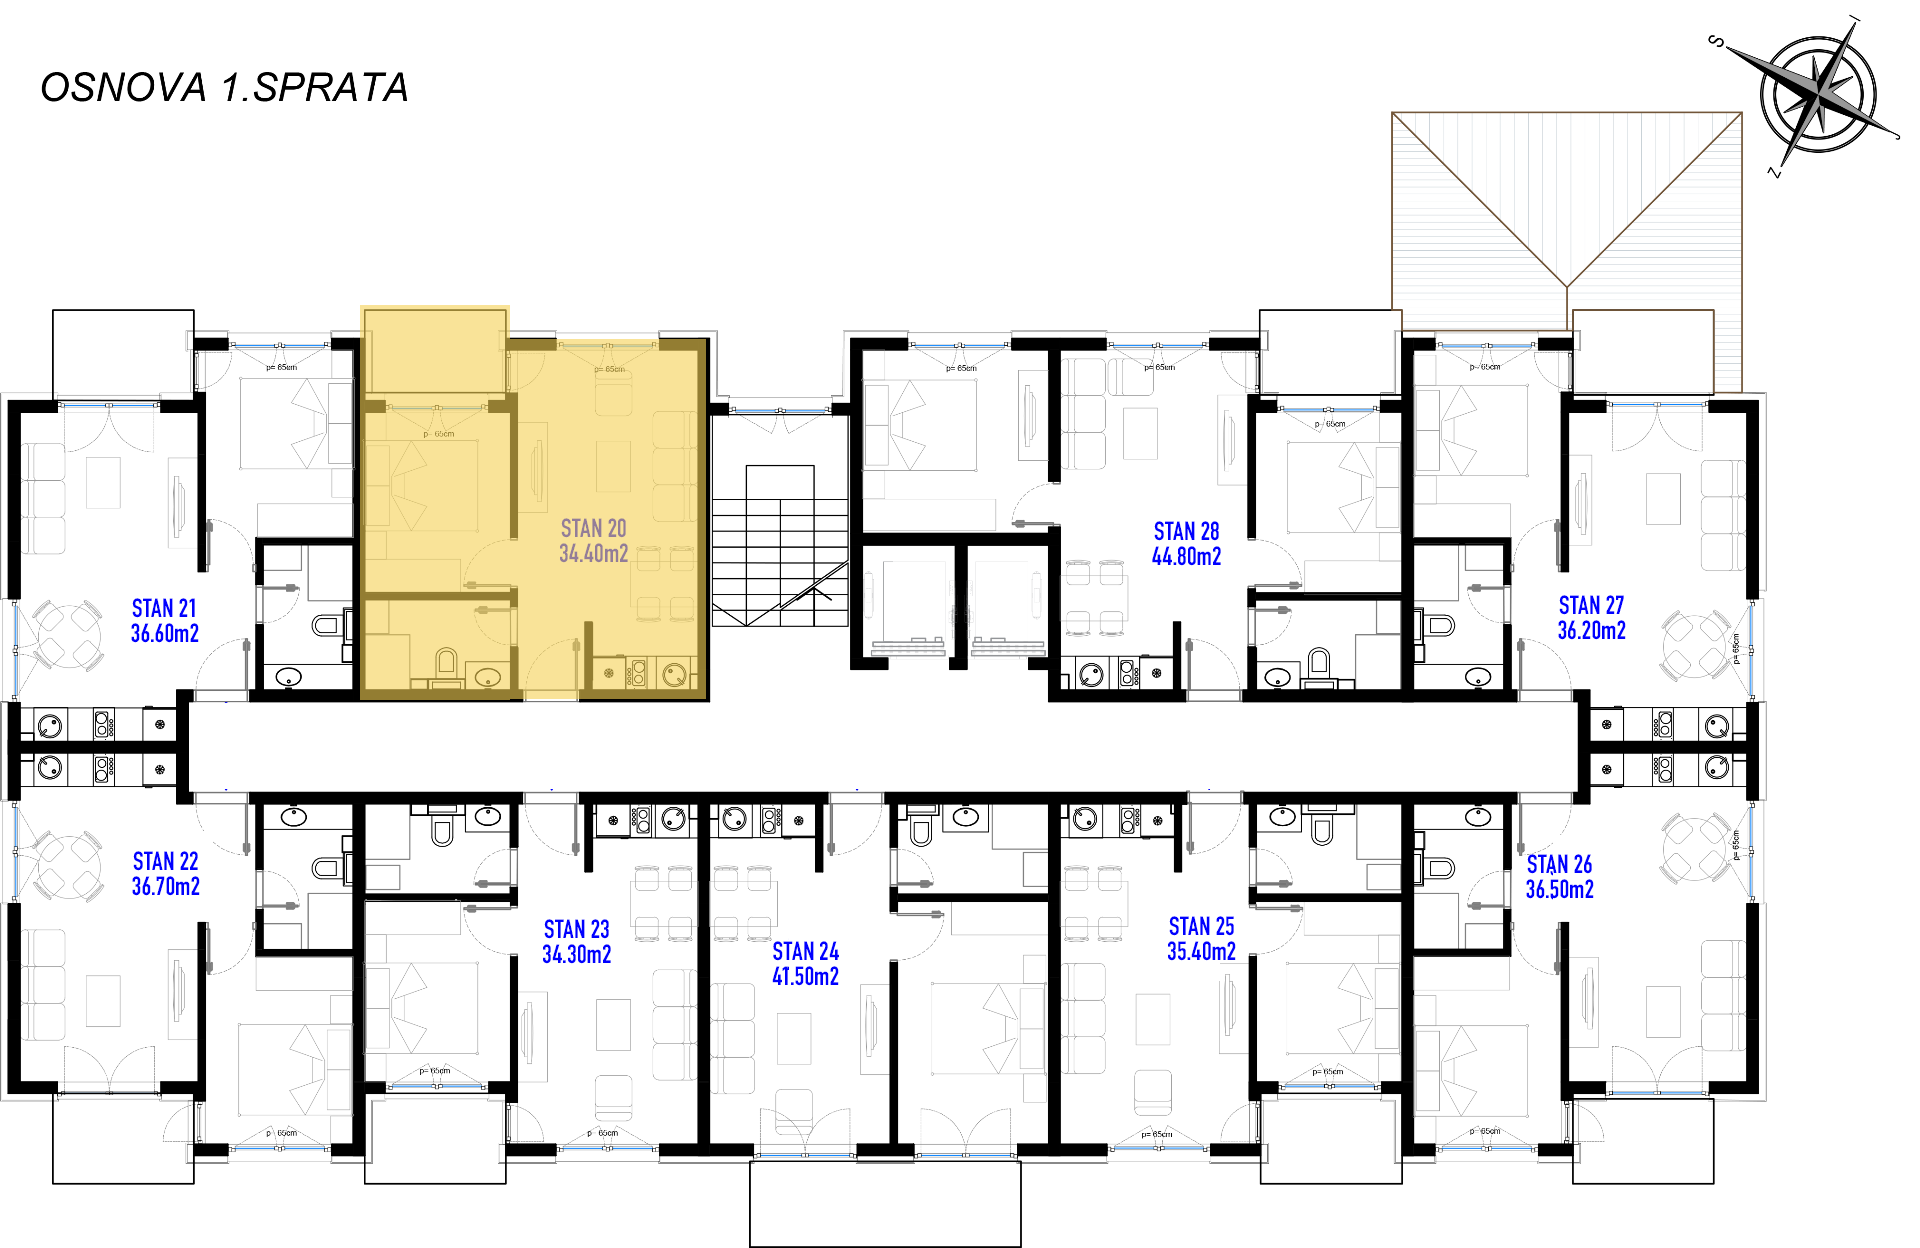 I
S
OSNOVA 1.SPRATA
J
Z
p= 65cm
p= 65cm
p= 65cm
p= 65cm
p- 65cm
p- 65cm
p- 65cm
STAN 20
34.40m2
STAN 28
44.80m2
STAN 21
36.60m2
STAN 27
36.20m2
p= 65cm
p= 65cm
STAN 22
36.70m2
STAN 26
36.50m2
STAN 23
34.30m2
STAN 24
41.50m2
STAN 25
35.40m2
p= 65cm
p- 65cm
p- 65cm
p- 65cm
p= 65cm
p- 65cm